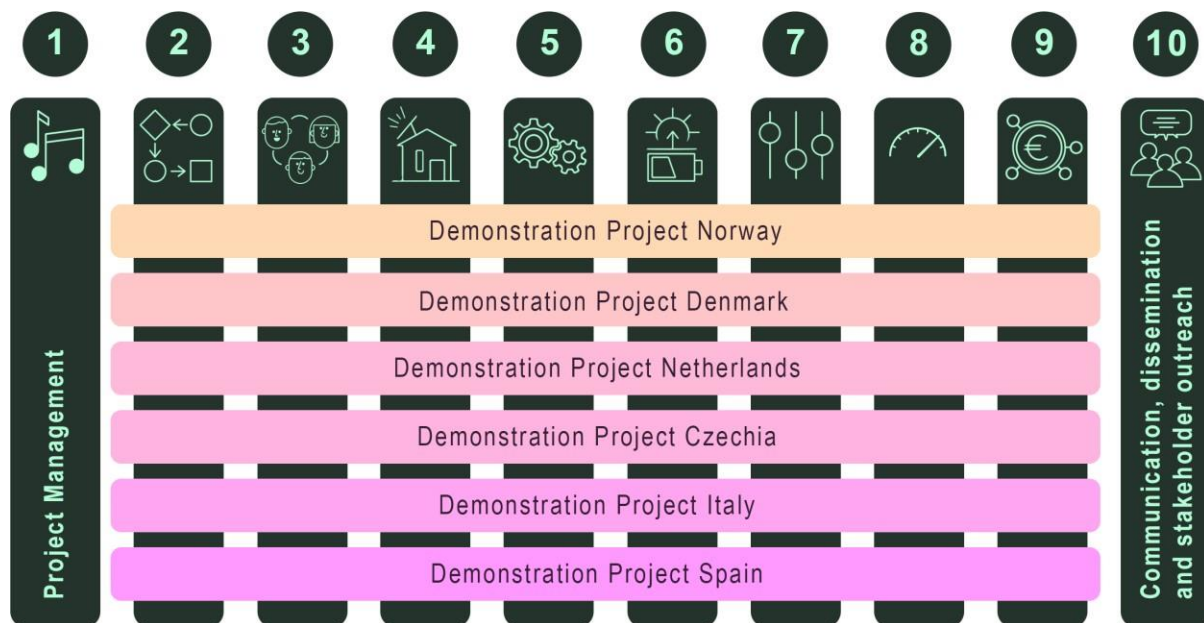 1
2
3
4
5
6
7
8
9
10
€
Project Management
Demonstration Project Norway
Demonstration Project Denmark
Demonstration Project Netherlands
Demonstration Project Czechia
Demonstration Project Italy
Demonstration Project Spain
Communication, disssemination
and stakeholder outreach